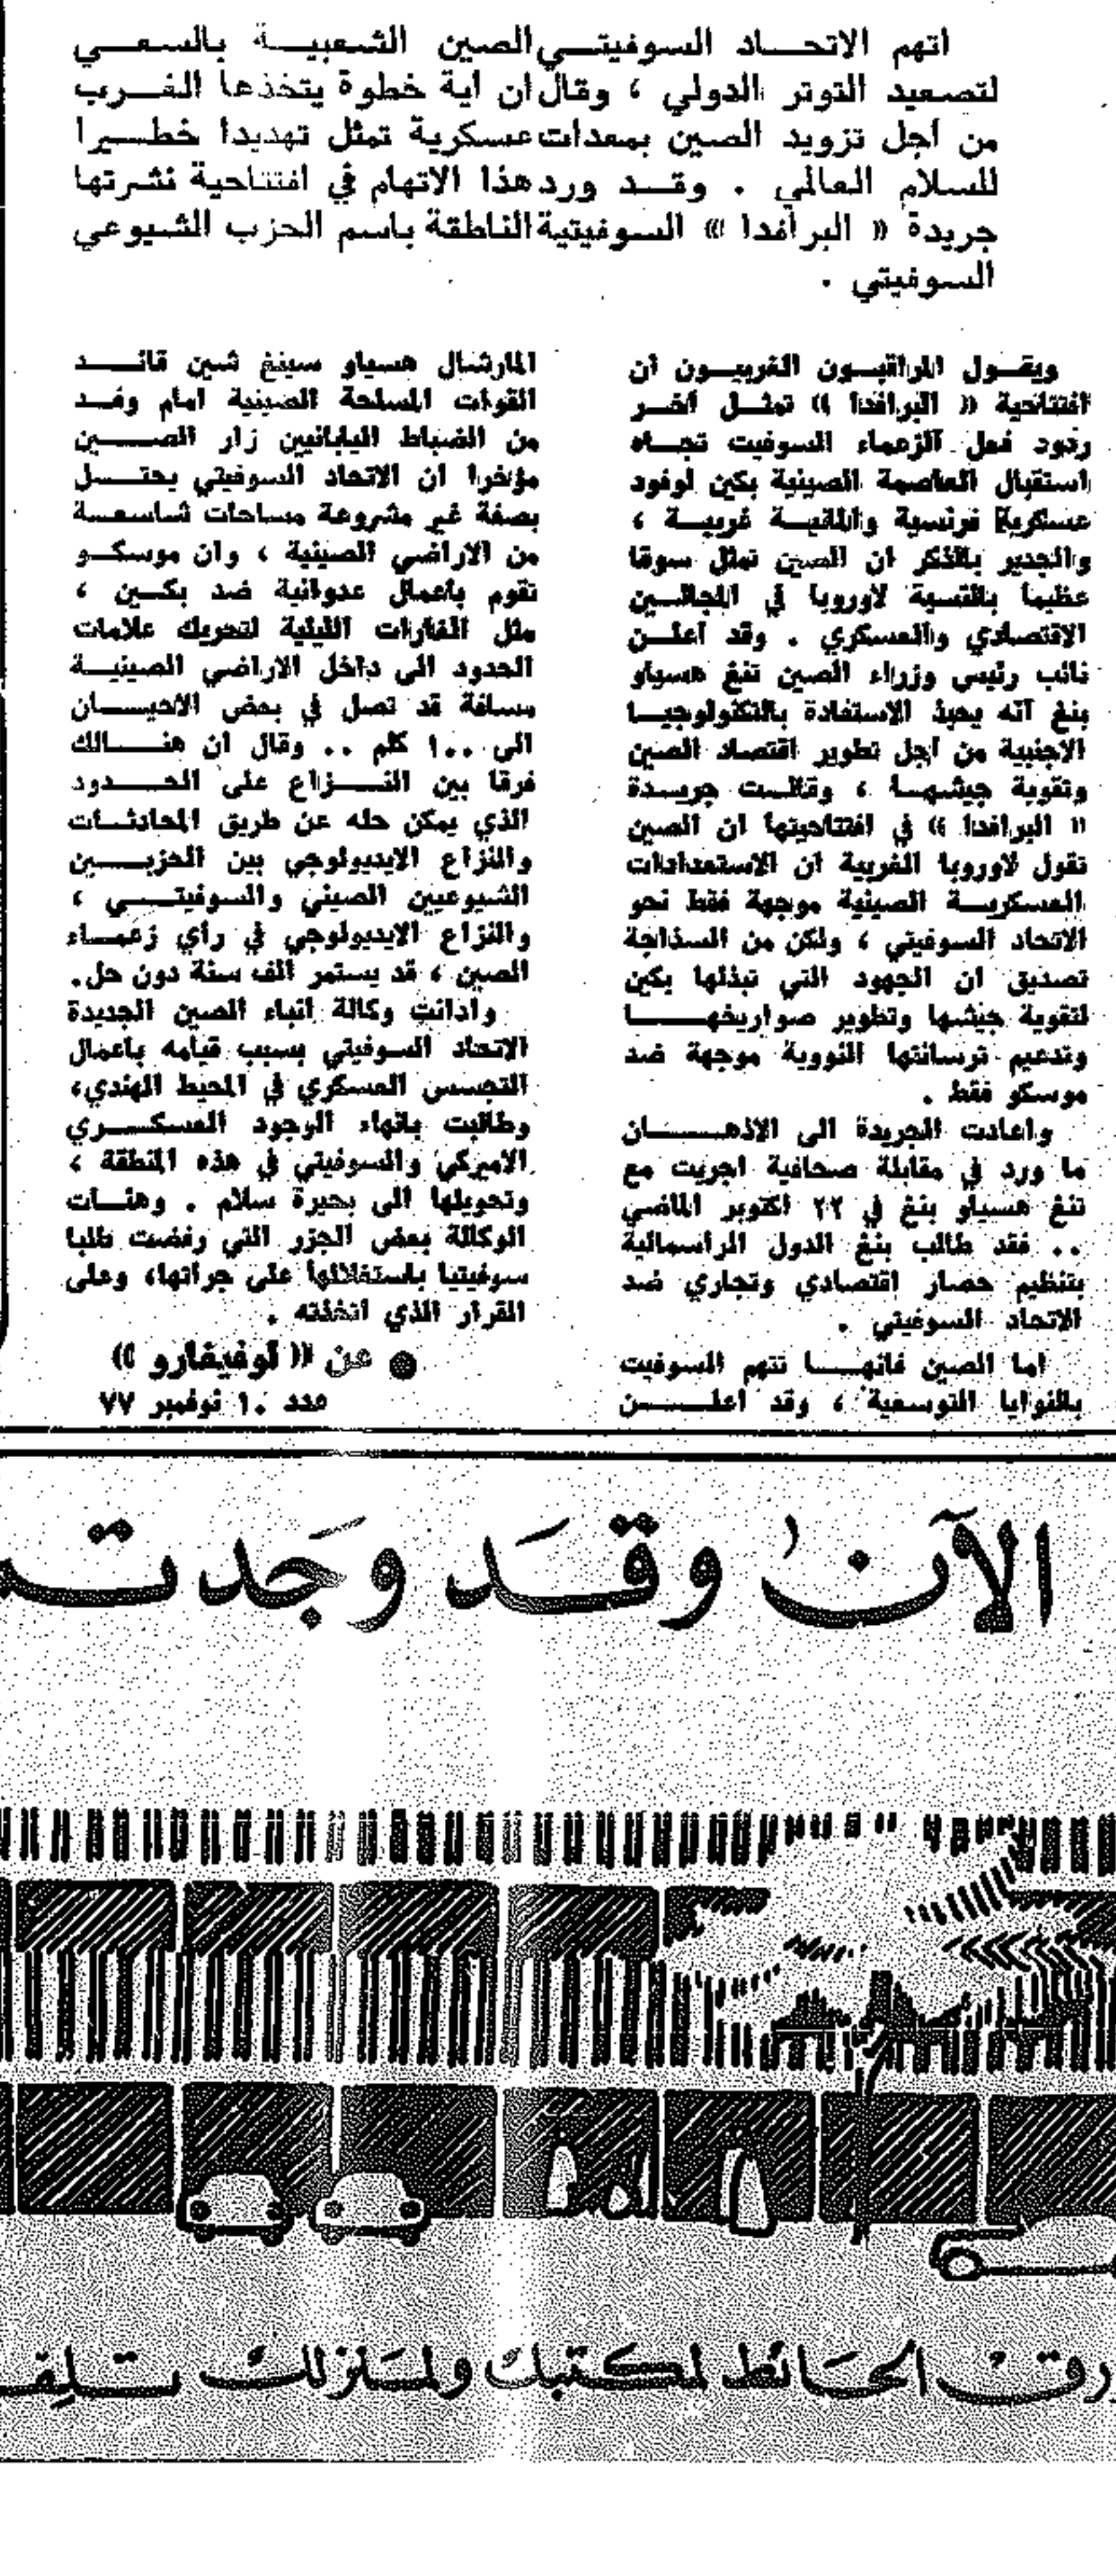 اتهم الاتحاد السوفيتي الصين الشعبية بالسعي
لتصعيد التوتر الدولي ، وقال ان اية خطوة يتخذها الغرب
من أجل تزويد الصين بمعدات عسكرية تمثل تهديدا خطيرا
للسلام العالمي . وقد ورد هذا الاتهام في افتتاحية نشرتها
جريدة « البرافدا » السوفيتية الناطقة باسم الحزب الشيوعي
السوفيتي .
ويقول المراقبون الغربيون ان
افتتاحية « البرافدا » تمثل آخر
ردود فعل الزعماء السوفيت تجاه
استقبال العاصمة الصينية بكين لوفود
عسكرية فرنسية والمانية غربية ،
والجدير بالذكر ان الصين تمثل سوقا
عظيما بالنسبة لاوروبا في المجالين
الاقتصادي والعسكري . وقد اعلن
نائب رئيس وزراء الصين تنغ هسياو
بنغ أنه يحبذ الاستفادة بالتكنولوجيا
الاجنبية من أجل تطوير اقتصاد الصين
وتقوية جيشها ، وقالت جريدة
« البرافدا » في افتتاحيتها ان الصين
تقول لاوروبا الغربية ان الاستعدادات
العسكرية الصينية موجهة فقط نحو
الاتحاد السوفيتي ، ولكن من السذاجة
تصديق ان الجهود التي تبذلها بكين
لتقوية جيشها وتطوير صواريخها
وتدعيم ترسانتها النووية موجهة ضد
موسكو فقط .
واعادت الجريدة الى الاذهان
ما ورد في مقابلة صحافية اجريت مع
تنغ هسياو بنغ في ٢٢ اكتوبر الماضي
.. فقد طالب بنغ الدول الراسمالية
بتنظيم حصار اقتصادي وتجاري ضد
الاتحاد السوفيتي .
اما الصين فانها تتهم السوفيت
بالنوايا التوسعية ، وقد اعلن
المارشال هسياو سينغ شين قائد
القوات المسلحة الصينية امام وفد
من الضباط اليابانيين زار الصين
مؤخرا ان الاتحاد السوفيتي يحتل
بصفة غير مشروعة مساحات شاسعة
من الاراضي الصينية ، وان موسكو
تقوم بأعمال عدوانية ضد بكين ،
مثل الغارات الليلية لتحريك علامات
الحدود الى داخل الاراضي الصينية
مسافة قد تصل في بعض الاحيان
الى ١٠٠ كلم .. وقال ان هنالك
فرقا بين النزاع على الحدود
الذي يمكن حله عن طريق المحادثات
والنزاع الايديولوجي بين الحزبين
الشيوعيين الصيني والسوفيتي ،
والنزاع الايديولوجي في رأي زعماء
الصين ، قد يستمر الف سنة دون حل.
وادانت وكالة انباء الصين الجديدة
الاتحاد السوفيتي بسبب قيامه باعمال
التجسس العسكري في المحيط الهندي،
وطالبت بانهاء الوجود العسكري
الاميركي والسوفيتي في هذه المنطقة ،
وتحويلها الى بحيرة سلام . وهنات
الوكالة بعض الجزر التي رفضت طلبا
سوفيتيا باستغلالها على جراتها، وعلى
القرار الذي اتخذته .
● عن « لوفيغارو »
عدد ١٠ نوفمبر ٧٧
الآن وقد وجدت
ورق الحائط لمكتبك ولمنزلك